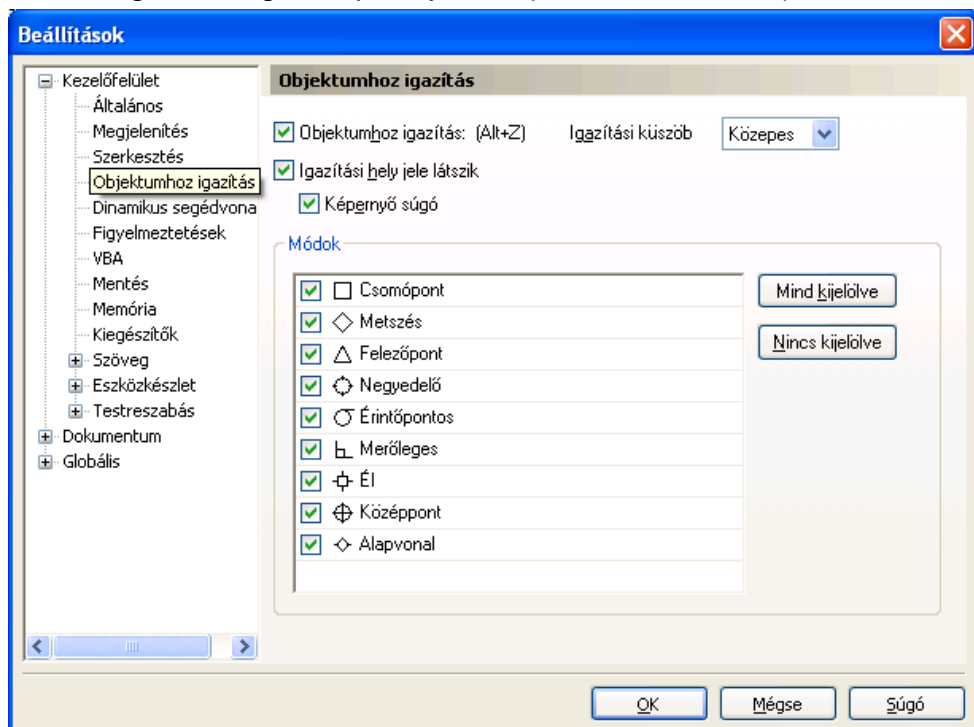 Beállítások
Kezelőfelület
Általános
Megjelenítés
Szerkesztés
Objektumhoz igazítás
Dinamikus segédvona
Figyelmeztetések
VBA
Mentés
Memória
Kiegészítők
Szöveg
Eszközkészlet
Testreszabás
Dokumentum
Globális
Objektumhoz igazítás
Objektumhoz igazítás: (Alt+Z) Igazítási küszöb Közepes
Igazítási hely jele látszik
Képernyő súgó
Módok
Csomópont
Metszés
Felezőpont
Negyedelő
Érintőpontos
Merőleges
Él
Középpont
Alapvonal
Mind kijelölve
Nincs kijelölve
OK Mégse Súgó